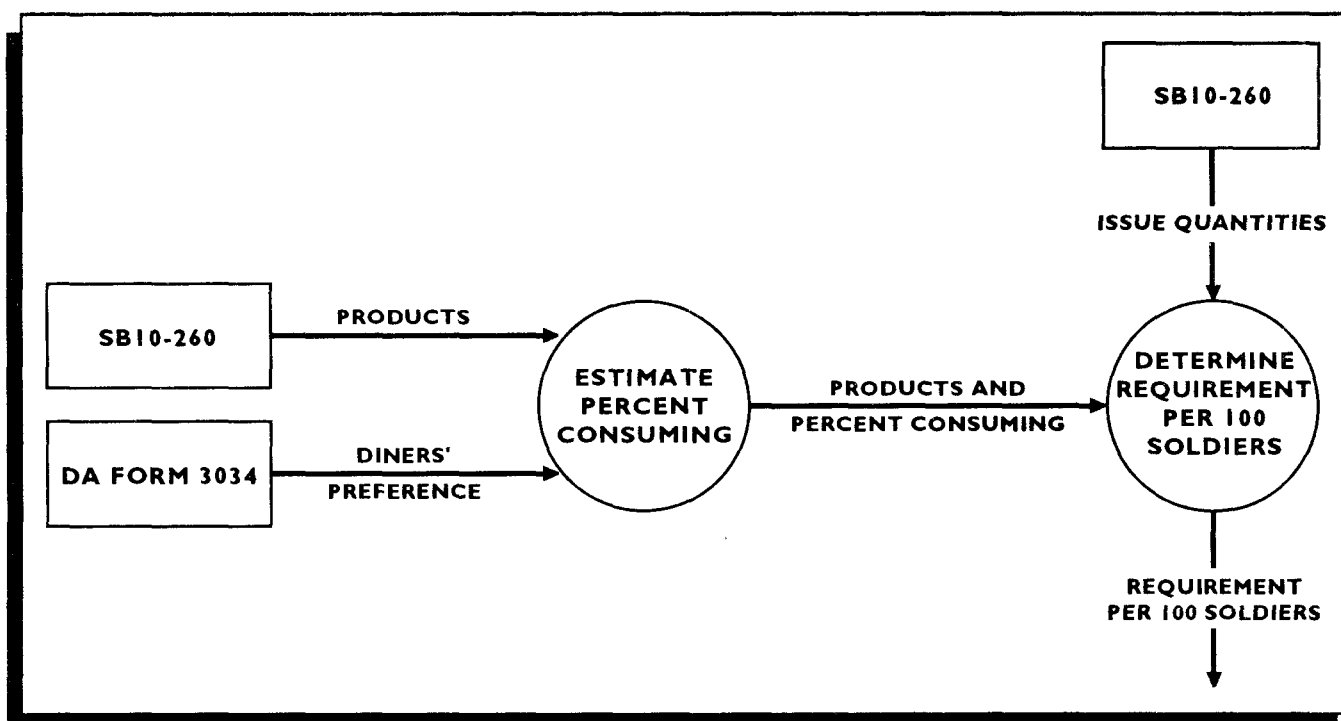 SB10-260
ISSUE QUANTITIES
SB10-260
PRODUCTS
DA FORM 3034
DINERS'
PREFERENCE
ESTIMATE
PERCENT
CONSUMING
PRODUCTS AND
PERCENT CONSUMING
DETERMINE
REQUIREMENT
PER 100
SOLDIERS
REQUIREMENT
PER 100 SOLDIERS